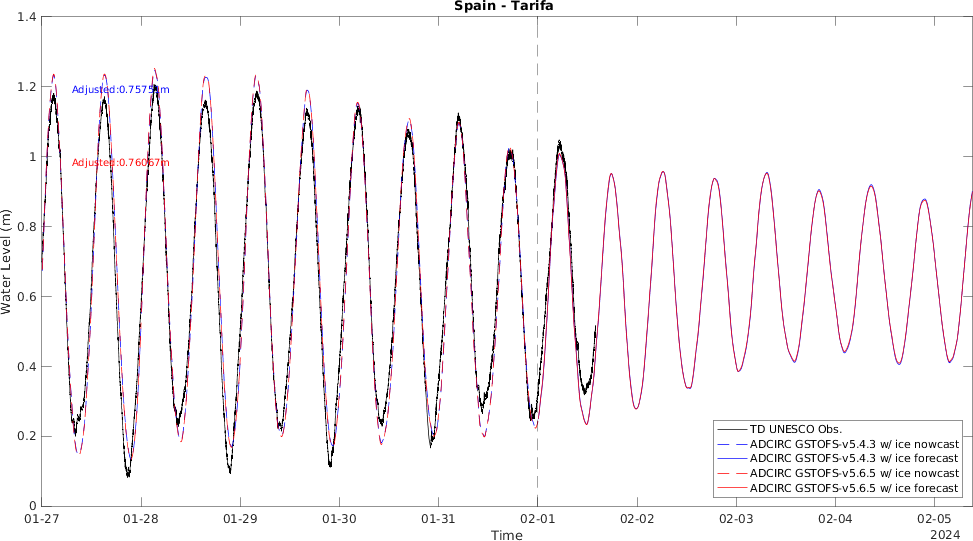 Spain - Tarifa
1.4
1.2
1
0.8
0.6
0.4
0.2
0
Water Level (m)
Adjusted:0.7575 m
Adjusted:0.76067m
TD UNESCO Obs.
ADCIRC GSTOFS-v5.4.3 w/ ice nowcast
ADCIRC GSTOFS-v5.4.3 w/ ice forecast
ADCIRC GSTOFS-v5.6.5 w/ ice nowcast
ADCIRC GSTOFS-v5.6.5 w/ ice forecast
01-27 01-28 01-29 01-30 01-31 02-01 02-02 02-03 02-04 02-05
Time
2024